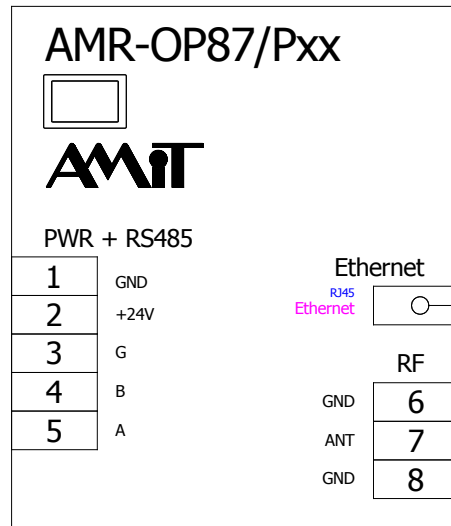 AMR-OP87/Pxx
AMiT
PWR + RS485
1 GND
2 +24V
3 G
4 B
5 A
Ethernet
RJ45
Ethernet
RF
GND 6
ANT 7
GND 8